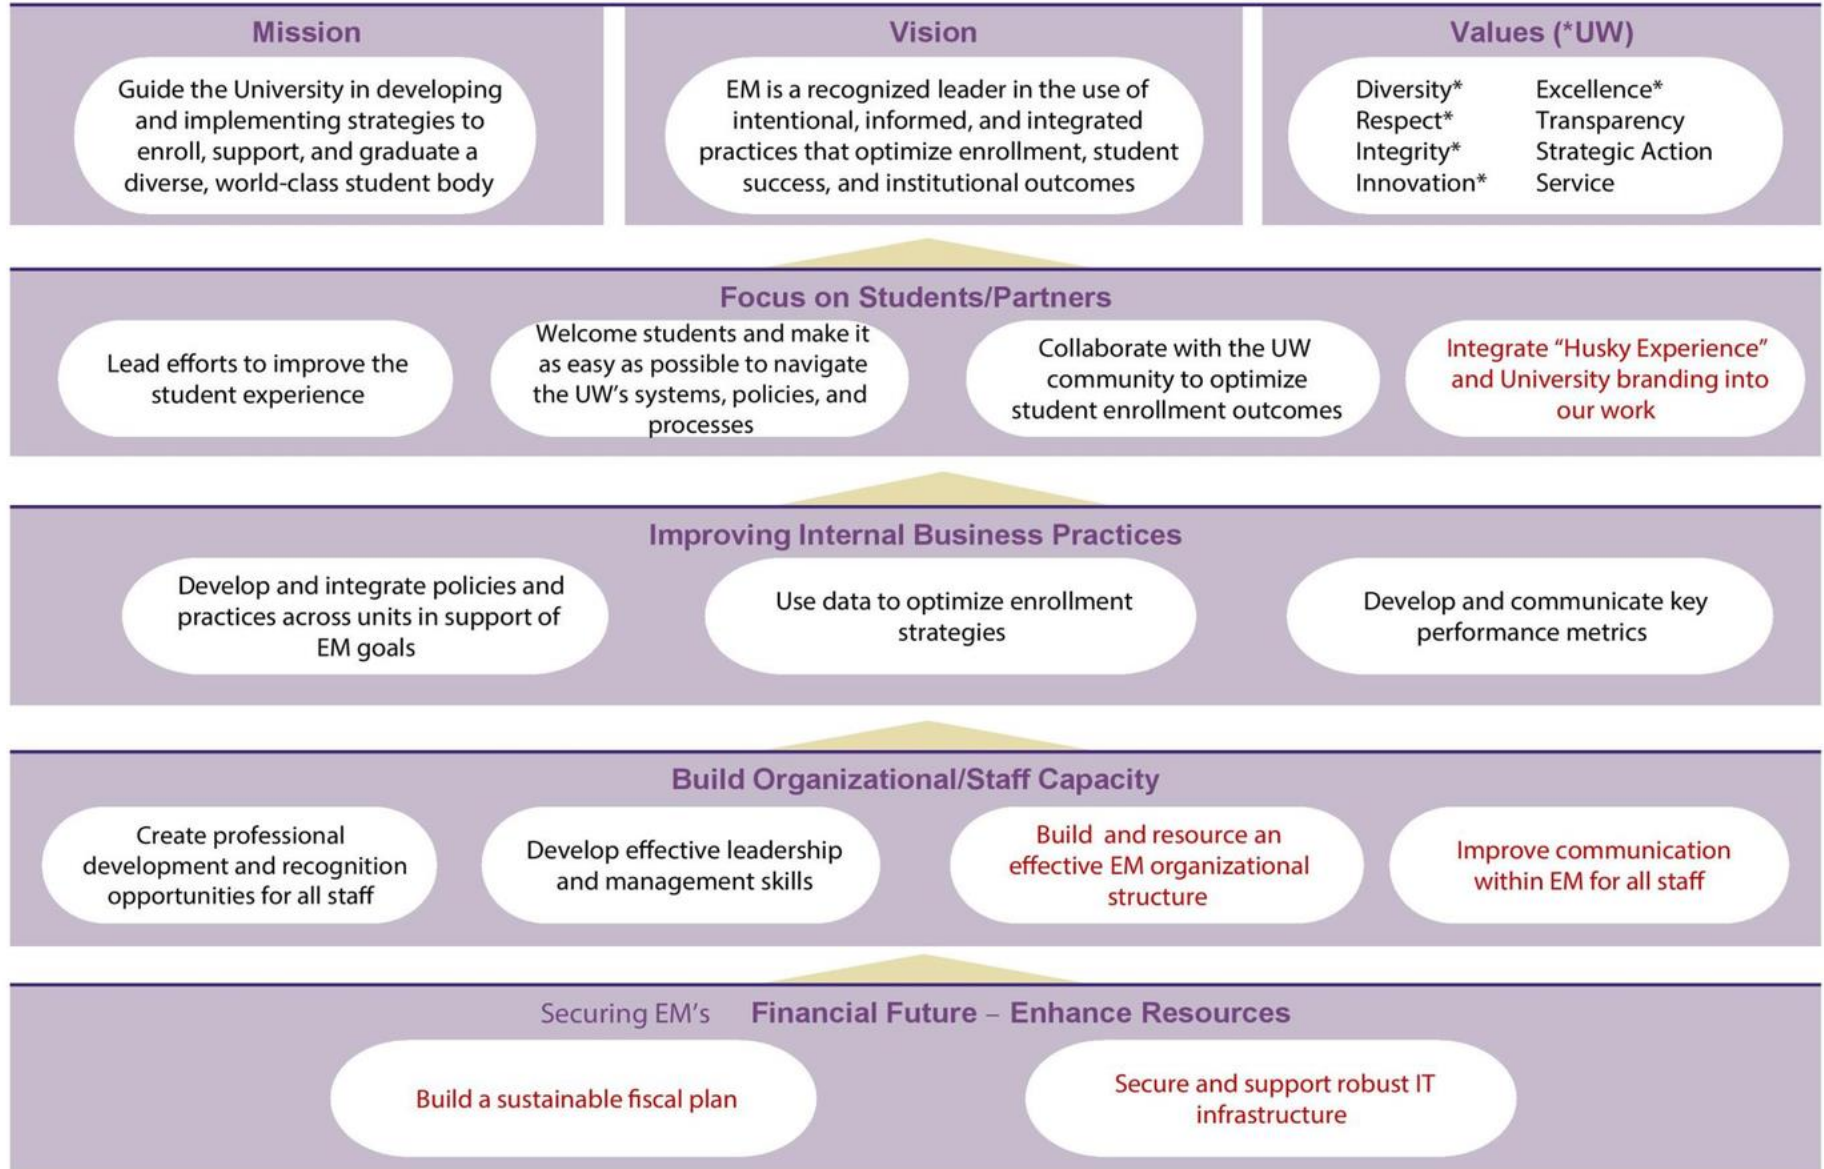 Mission
Guide the University in developing
and implementing strategies to
enroll, support, and graduate a
diverse, world-class student body
Vision
EM is a recognized leader in the use of
intentional, informed, and integrated
practices that optimize enrollment, student
success, and institutional outcomes
Values (*UW)
Diversity*
Respect*
Integrity*
Innovation*
Excellence*
Transparency
Strategic Action
Service
Focus on Students/Partners
Lead efforts to improve the
student experience
Welcome students and make it
as easy as possible to navigate
the UW’s systems, policies, and
processes
Collaborate with the UW
community to optimize
student enrollment outcomes
Integrate “Husky Experience”
and University branding into
our work
Improving Internal Business Practices
Develop and integrate policies and
practices across units in support of
EM goals
Use data to optimize enrollment
strategies
Develop and communicate key
performance metrics
Build Organizational/Staff Capacity
Create professional
development and recognition
opportunities for all staff
Develop effective leadership
and management skills
Build and resource an
effective EM organizational
structure
Improve communication
within EM for all staff
Securing EM’s Financial Future – Enhance Resources
Build a sustainable fiscal plan
Secure and support robust IT
infrastructure